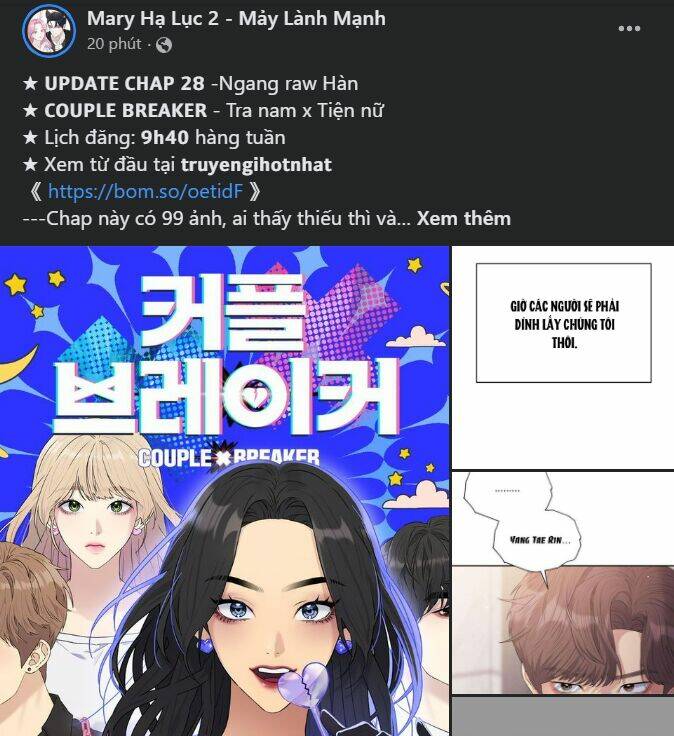 Mary Hạ Lục 2 - Mảy Lành Mạnh
20 phút ·
★ UPDATE CHAP 28 -Ngang raw Hàn
★ COUPLE BREAKER - Tra nam x Tiện nữ
★ Lịch đăng: 9h40 hàng tuần
★ Xem từ đầu tại truyengihotnhat
《 https://bom.so/oetidF 》
---Chap này có 99 ảnh, ai thấy thiếu thì và... Xem thêm
커플
브레이커
COUPLE ✖ BREAKER
GIỜ CÁC NGƯỜI SẼ PHẢI
DÍNH LẤY CHÚNG TÔI
THÔI.
.........
YANG TAE RIN...